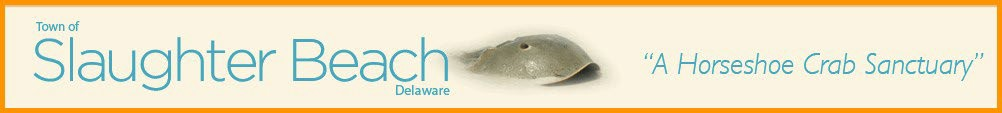 Town of
Slaughter Beach
Delaware
“A Horseshoe Crab Sanctuary”